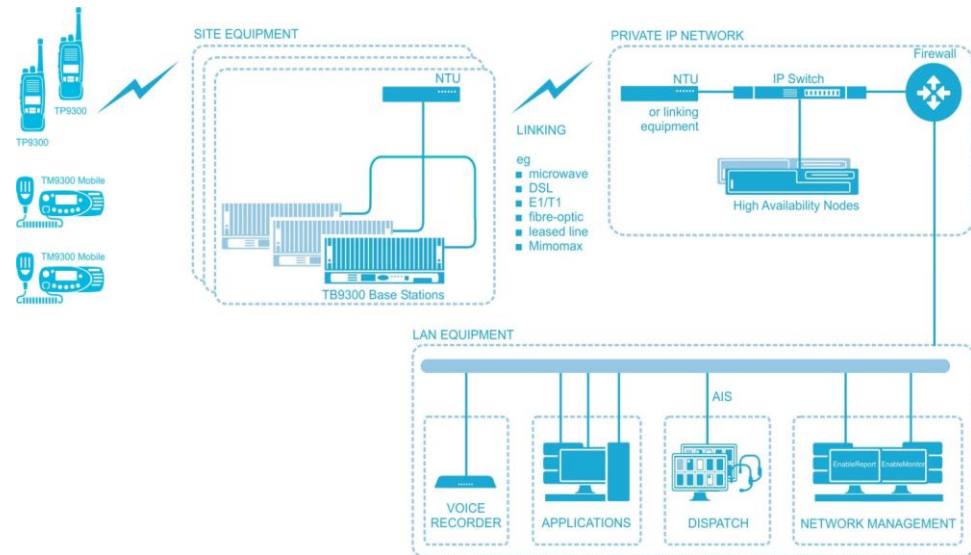 SITE EQUIPMENT
PRIVATE IP NETWORK
Firewall
NTU
NTU
IP Switch
TP9300
TP9300
or linking
equipment
LINKING
eg
microwave
DSL
E1/T1
fibre-optic
leased line
Mimomax
TM9300 Mobile
High Availability Nodes
TM9300 Mobile
TB9300 Base Stations
LAN EQUIPMENT
AIS
EnableReport
EnableMonitor
VOICE
RECORDER
APPLICATIONS
DISPATCH
NETWORK MANAGEMENT